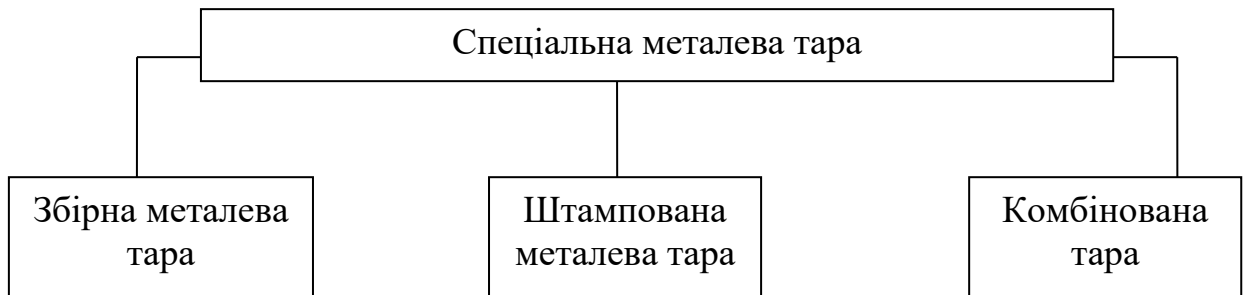 Спеціальна металева тара
Збірна металева
тара
Штампована
металева тара
Комбінована
тара